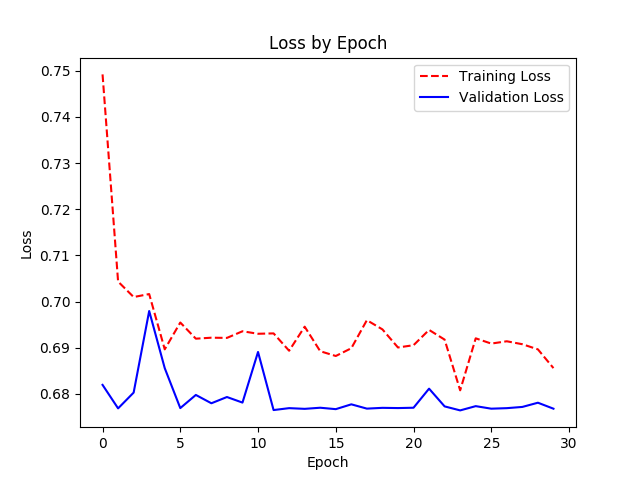 Loss by Epoch
Training Loss
Validation Loss
0.75
0.74
0.73
0.72
0.71
0.70
0.69
0.68
Loss
0 5 10 15 20 25 30
Epoch